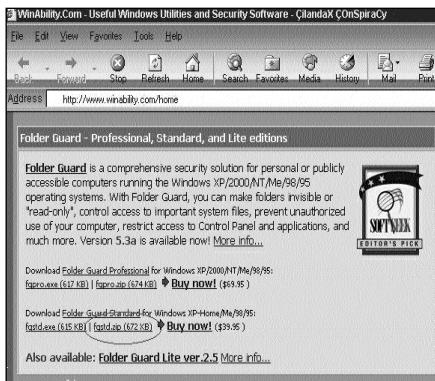 WinAbility.Com - Useful Windows Utilities and Security Software - ÇilandaX ÇOnSpiraCy
File Edit View Favorites Tools Help
Back Forward Stop Refresh Home Search Favorites Media History Mail Print
Address http://www.winability.com/home
Folder Guard - Professional, Standard, and Lite editions
Folder Guard is a comprehensive security solution for personal or publicly
accessible computers running the Windows XP/2000/NT/Me/98/95
operating systems. With Folder Guard, you can make folders invisible or
"read-only", control access to important system files, prevent unauthorized
use of your computer, restrict access to Control Panel and applications, and
much more. Version 5.3a is available now! More info...
SOFTSEEK
EDITOR'S PICK
Download Folder Guard Professional for Windows XP/2000/NT/Me/98/95:
fgpro.exe (617 KB) | fgpro.zip (674 KB) Buy now! ($69.95 )
Download Folder Guard Standard for Windows XP-Home/Me/98/95:
fgstd.exe (615 KB) | fgstd.zip (672 KB) Buy now! ($39.95 )
Also available: Folder Guard Lite ver.2.5 More info...